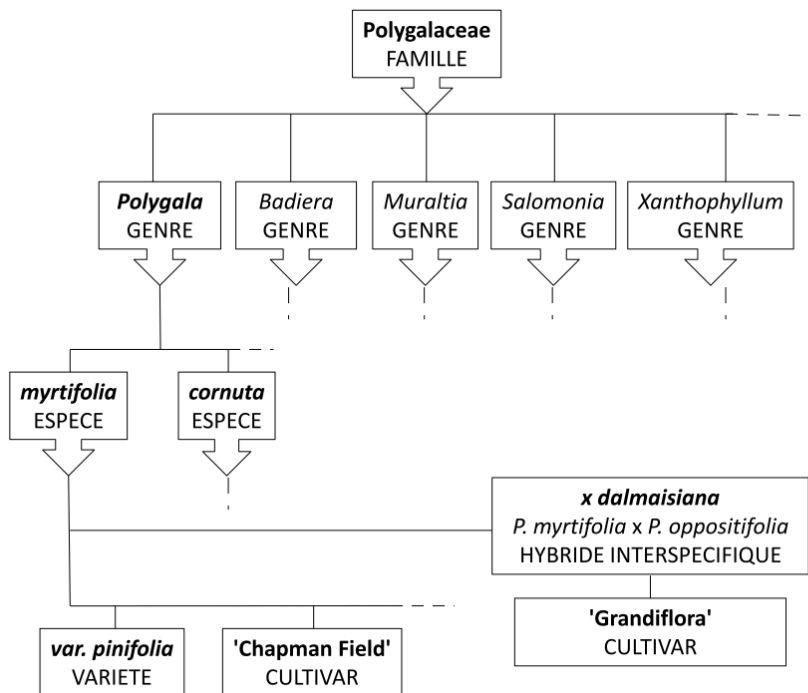 Polygalaceae
FAMILLE
Polygala
GENRE
Badiera
GENRE
Muraltia
GENRE
Salomonia
GENRE
Xanthophyllum
GENRE
myrtifolia
ESPECE
cornuta
ESPECE
x dalmaisiana
P. myrtifolia x P. oppositifolia
HYBRIDE INTERSPECIFIQUE
'Grandiflora'
CULTIVAR
var. pinifolia
VARIETE
'Chapman Field'
CULTIVAR